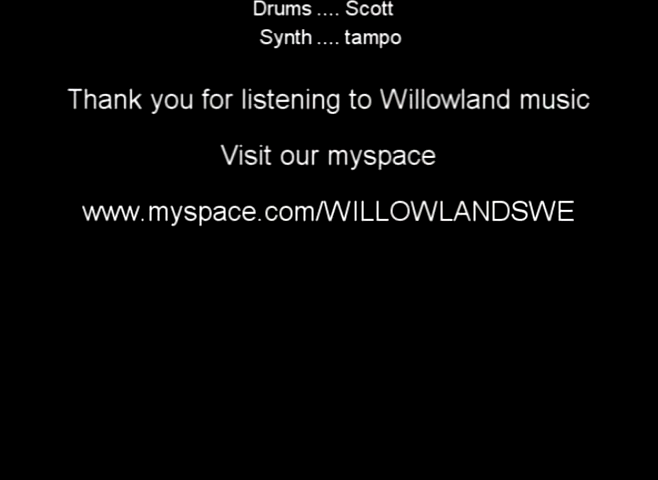 Drums .... Scott
Synth .... tampo
Thank you for listening to Willowland music
Visit our myspace
www.myspace.com/WILLOWLANDSWE